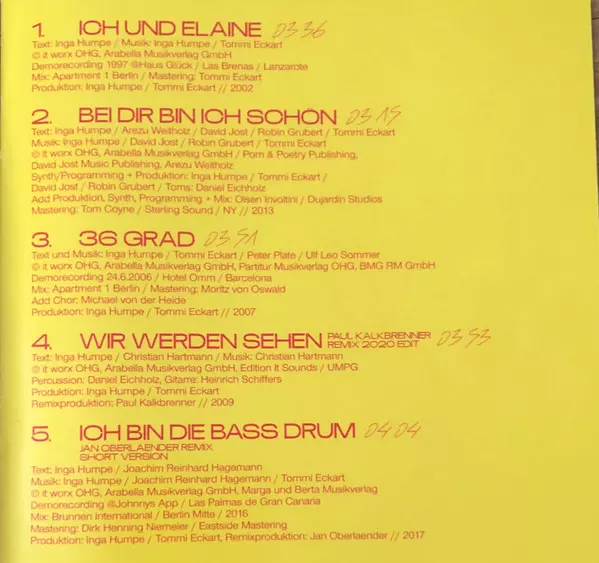 1. ICH UND ELAINE 03 36
Text: Inga Humpe / Musik: Inga Humpe / Tommi Eckart
© it worx OHG, Arabella Musikverlag GmbH
Demorecording 1997 @Haus Glück / Las Brenas / Lanzarote
Mix: Apartment 1 Berlin / Mastering: Tommi Eckart
Produktion: Inga Humpe / Tommi Eckart // 2002
2. BEI DIR BIN ICH SCHÖN 03 15
Text: Inga Humpe / Arezu Weitholz / David Jost / Robin Grubert / Tommi Eckart
Musik: Inga Humpe / David Jost / Robin Grubert / Tommi Eckart
© it worx OHG, Arabella Musikverlag GmbH / Porn & Poetry Publishing,
David Jost Music Publishing, Arezu Weitholz
Synth/Programming + Produktion: Inga Humpe / Tommi Eckart /
David Jost / Robin Grubert / Toms: Daniel Eichholz
Add Produktion, Synth, Programming + Mix: Olsen Involtini / Dujardin Studios
Mastering: Tom Coyne / Sterling Sound / NY // 2013
3. 36 GRAD 03 51
Text und Musik: Inga Humpe / Tommi Eckart / Peter Plate / Ulf Leo Sommer
© it worx OHG, Arabella Musikverlag GmbH, Partitur Musikverlag OHG, BMG RM GmbH
Demorecording 24.6.2006 / Hotel Omm / Barcelona
Mix: Apartment 1 Berlin / Mastering: Moritz von Oswald
Add Chor: Michael von der Heide
Produktion: Inga Humpe / Tommi Eckart // 2007
4. WIR WERDEN SEHEN PAUL KALKBRENNER REMIX 2020 EDIT 03 53
Text: Inga Humpe / Christian Hartmann / Musik: Christian Hartmann
© it worx OHG, Arabella Musikverlag GmbH, Edition It Sounds / UMPG
Percussion: Daniel Eichholz, Gitarre: Heinrich Schiffers
Produktion: Inga Humpe / Tommi Eckart
Remixproduktion: Paul Kalkbrenner // 2009
5. ICH BIN DIE BASS DRUM 04 04
JAN OBERLAENDER REMIX
SHORT VERSION
Text: Inga Humpe / Joachim Reinhard Hagemann
Musik: Inga Humpe / Joachim Reinhard Hagemann / Tommi Eckart
© it worx OHG, Arabella Musikverlag GmbH, Marga und Berta Musikverlag
Demorecording @Johnnys App / Las Palmas de Gran Canaria
Mix: Brunnen International / Berlin Mitte / 2016
Mastering: Dirk Henning Niemeier / Eastside Mastering
Produktion: Inga Humpe / Tommi Eckart, Remixproduktion: Jan Oberlaender // 2017